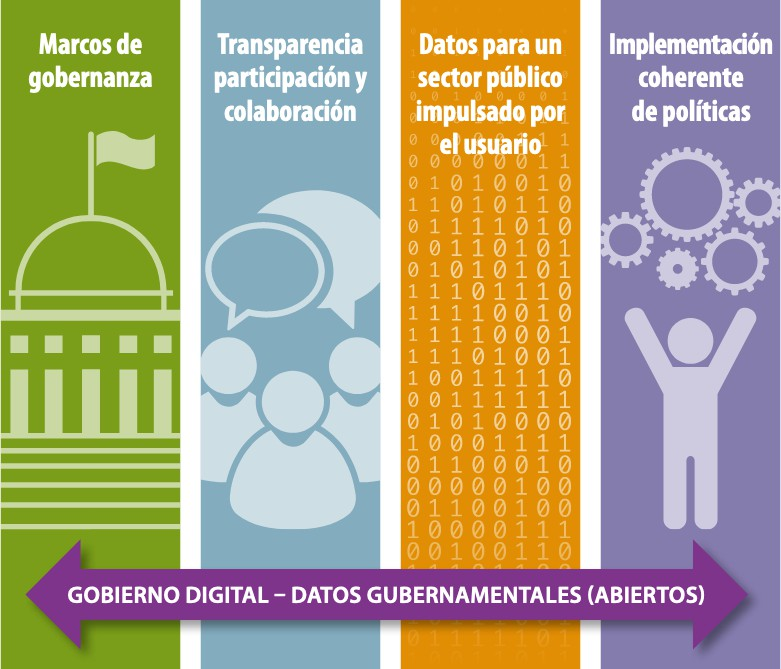 Marcos de
gobernanza
Transparencia
participación y
colaboración
Datos para un
sector público
impulsado por
el usuario
Implementación
coherente
de políticas
GOBIERNO DIGITAL – DATOS GUBERNAMENTALES (ABIERTOS)